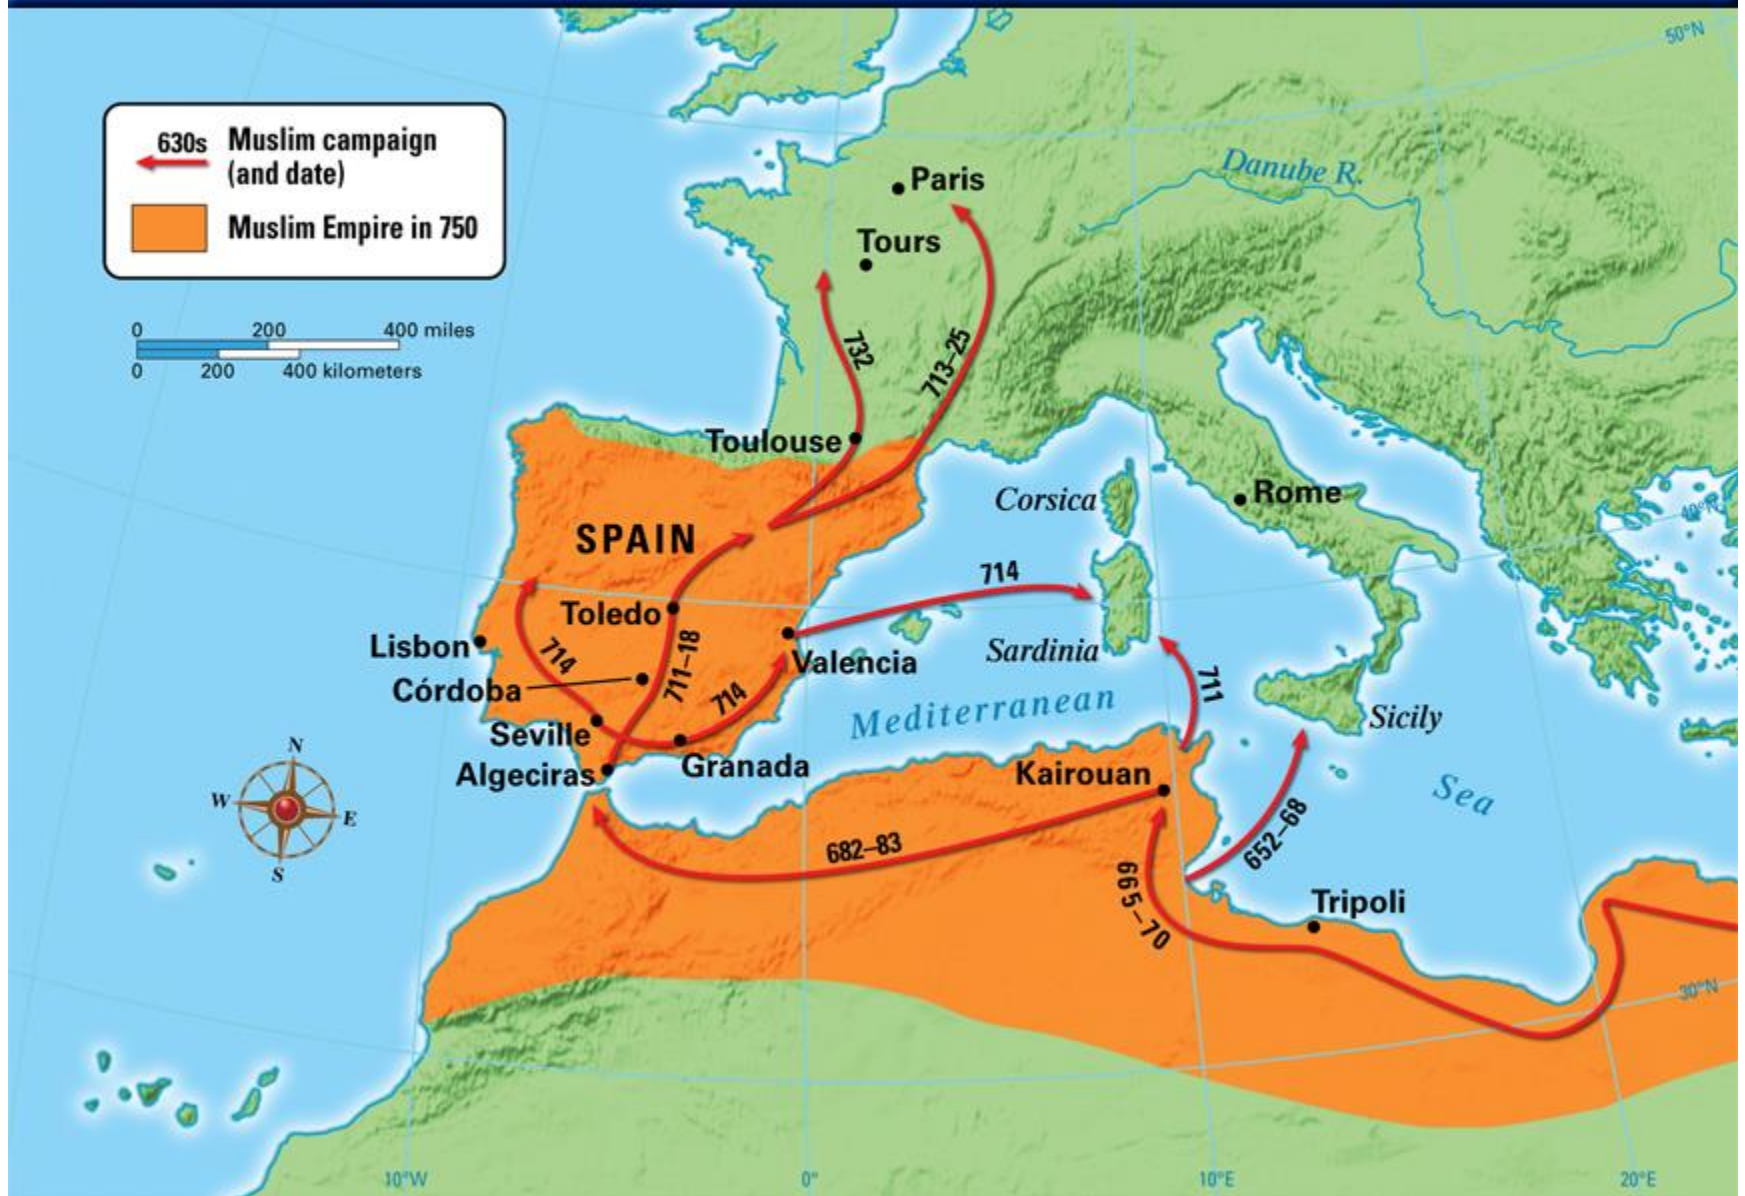 630s
Muslim campaign
(and date)
Muslim Empire in 750
0 200 400 miles
0 200 400 kilometers
50°N
Danube R.
Paris
Tours
732
713–25
Toulouse
Corsica
Rome
40°N
SPAIN
714
Toledo
Lisbon
714
711–18
Sardinia
Valencia
Córdoba
714
711
Mediterranean
Sicily
Seville
Granada
Algeciras
Kairouan
Sea
N
W
E
S
682–83
652–68
665–70
Tripoli
30°N
10°W
0°
10°E
20°E